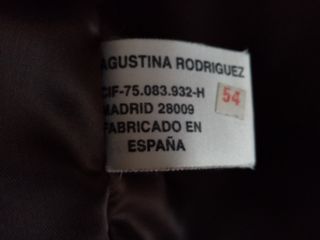 AGUSTINA RODRIGUEZ
CIF-75.083.932-H
54
MADRID 28009
FABRICADO EN
ESPAÑA